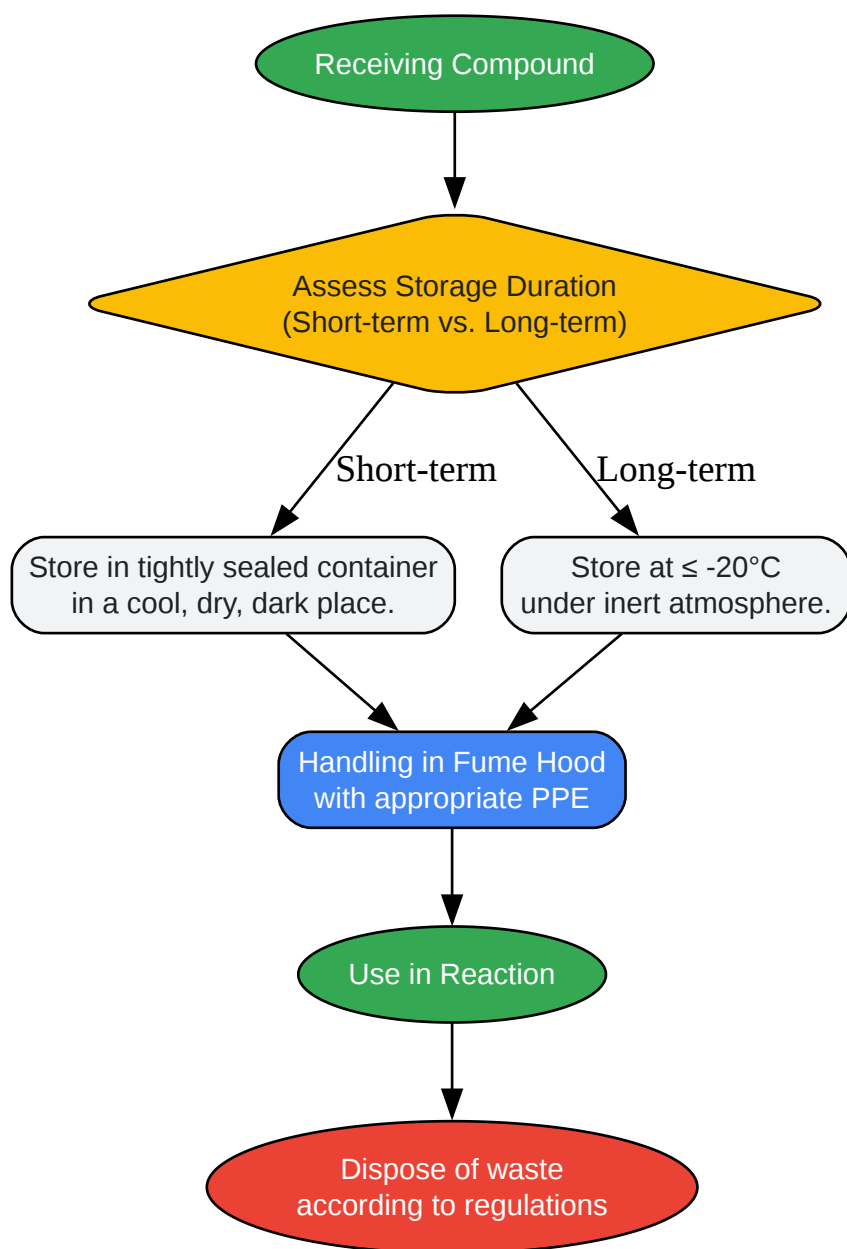 Receiving Compound
Assess Storage Duration
(Short-term vs. Long-term)
Short-term
Long-term
Store in tightly sealed container
in a cool, dry, dark place.
Store at ≤ -20°C
under inert atmosphere.
Handling in Fume Hood
with appropriate PPE
Use in Reaction
Dispose of waste
according to regulations